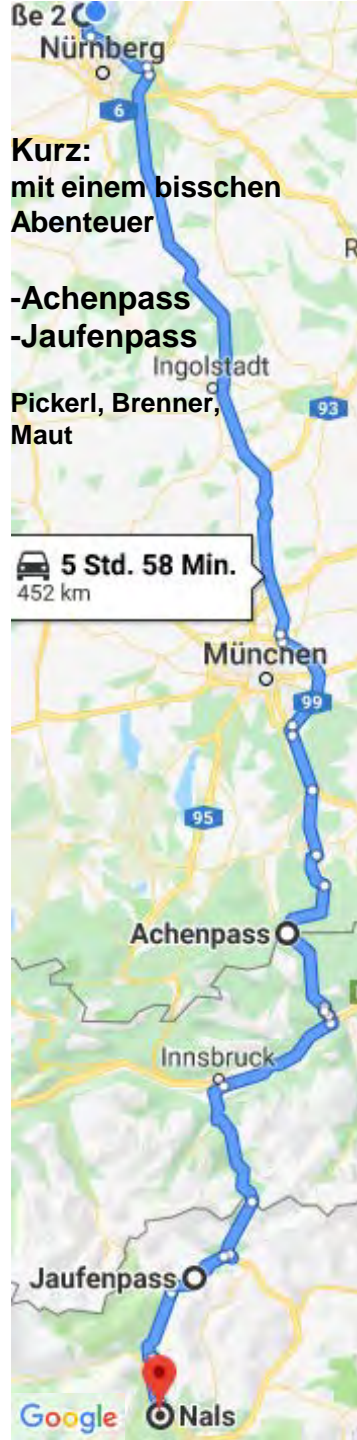 ße 2
Nürnberg
6
Kurz:
mit einem bisschen
Abenteuer
R
-Achenpass
-Jaufenpass
Ingolstadt
Pickerl, Brenner,
Maut
93
5 Std. 58 Min.
452 km
München
99
95
Achenpass
Innsbruck
Jaufenpass
Google
Nals